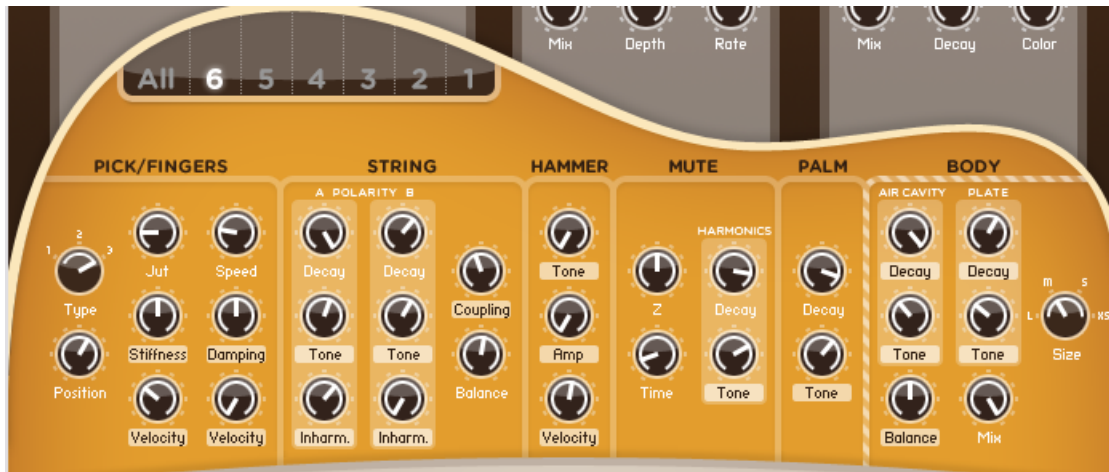 Mix Depth Rate Mix Decay Color
All 6 5 4 3 2 1
PICK/FINGERS STRING HAMMER MUTE PALM BODY
A POLARITY B AIR CAVITY PLATE
HARMONICS
1 2 3
Type
Position
Jut Speed
Stiffness Damping
Velocity Velocity
Decay Decay
Tone Tone
Inharm. Inharm.
Coupling
Balance
Tone
Amp
Velocity
Z
Time
Decay
Tone
Decay
Tone
Decay Decay
Tone Tone
Balance Mix
L m s xs
Size